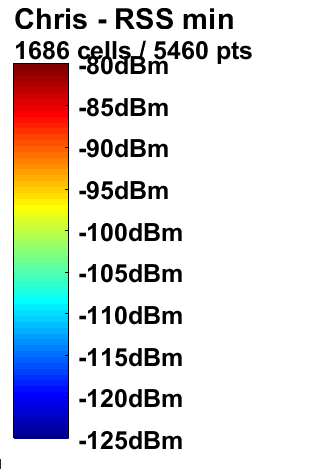 Chris - RSS min
1686 cells / 5460 pts
-80dBm
-85dBm
-90dBm
-95dBm
-100dBm
-105dBm
-110dBm
-115dBm
-120dBm
-125dBm